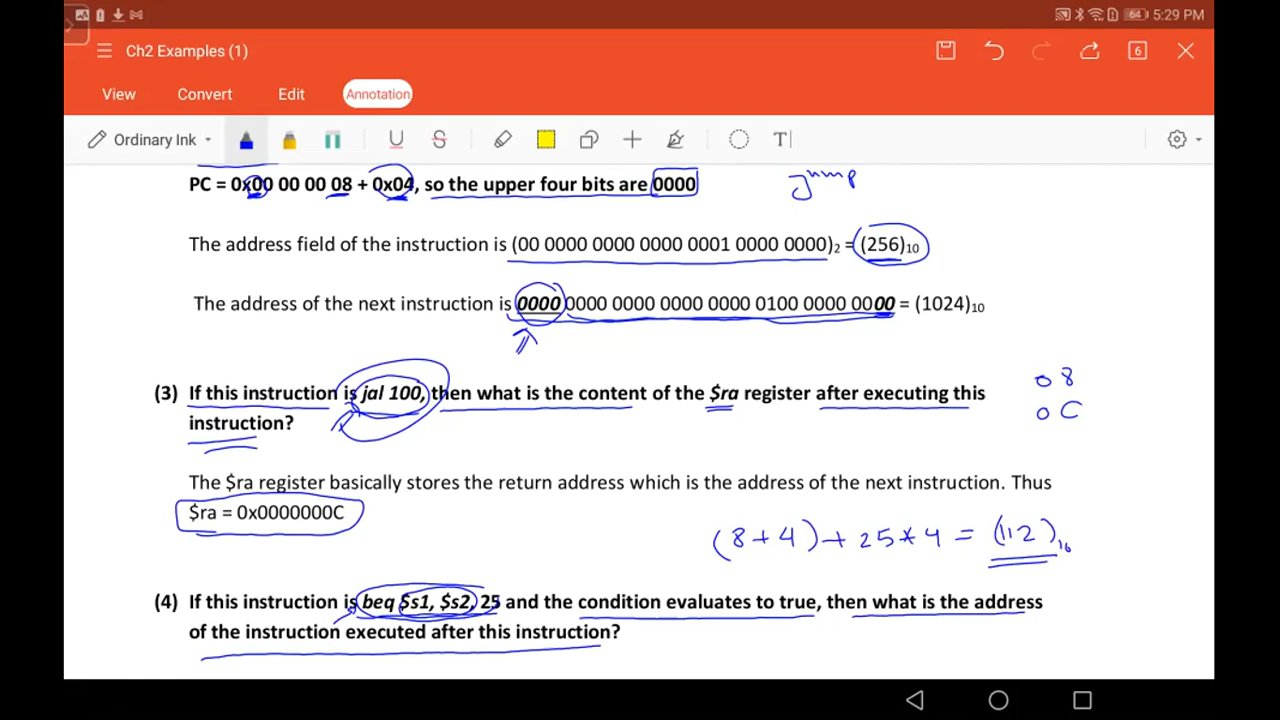 64 5:29 PM
Ch2 Examples (1)
6
View Convert Edit Annotation
Ordinary Ink U S T
PC = 0x00 00 00 08 + 0x04, so the upper four bits are 0000
Jump
The address field of the instruction is (00 0000 0000 0000 0001 0000 0000)2 = (256)10
The address of the next instruction is 0000 0000 0000 0000 0000 0100 0000 0000 = (1024)10
08
(3) If this instruction is jal 100, then what is the content of the $ra register after executing this
0C
instruction?
The $ra register basically stores the return address which is the address of the next instruction. Thus
$ra = 0x0000000C
(8+4)+25*4=(112)10
(4) If this instruction is beq $s1, $s2, 25 and the condition evaluates to true, then what is the address
of the instruction executed after this instruction?